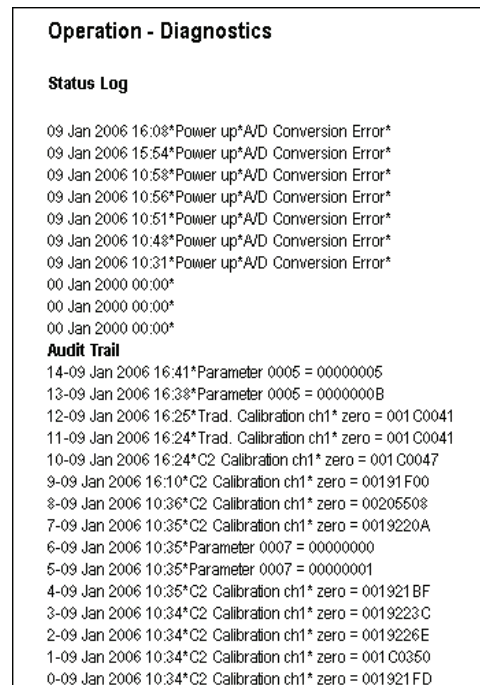 Operation - Diagnostics
Status Log
09 Jan 2006 16:08*Power up*A/D Conversion Error*
09 Jan 2006 15:54*Power up*A/D Conversion Error*
09 Jan 2006 10:58*Power up*A/D Conversion Error*
09 Jan 2006 10:56*Power up*A/D Conversion Error*
09 Jan 2006 10:51*Power up*A/D Conversion Error*
09 Jan 2006 10:48*Power up*A/D Conversion Error*
09 Jan 2006 10:31*Power up*A/D Conversion Error*
00 Jan 2000 00:00*
00 Jan 2000 00:00*
00 Jan 2000 00:00*
Audit Trail
14-09 Jan 2006 16:41*Parameter 0005 = 00000005
13-09 Jan 2006 16:38*Parameter 0005 = 0000000B
12-09 Jan 2006 16:25*Trad. Calibration ch1* zero = 001C0041
11-09 Jan 2006 16:24*Trad. Calibration ch1* zero = 001C0041
10-09 Jan 2006 16:24*C2 Calibration ch1* zero = 001C0047
9-09 Jan 2006 16:10*C2 Calibration ch1* zero = 00191F00
8-09 Jan 2006 10:36*C2 Calibration ch1* zero = 00205508
7-09 Jan 2006 10:35*C2 Calibration ch1* zero = 0019220A
6-09 Jan 2006 10:35*Parameter 0007 = 00000000
5-09 Jan 2006 10:35*Parameter 0007 = 00000001
4-09 Jan 2006 10:35*C2 Calibration ch1* zero = 001921BF
3-09 Jan 2006 10:34*C2 Calibration ch1* zero = 0019223C
2-09 Jan 2006 10:34*C2 Calibration ch1* zero = 0019226E
1-09 Jan 2006 10:34*C2 Calibration ch1* zero = 001C0350
0-09 Jan 2006 10:34*C2 Calibration ch1* zero = 001921FD